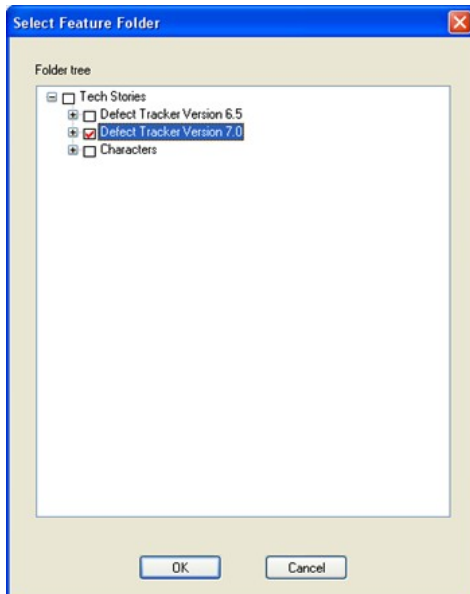 Select Feature Folder
Folder tree
Tech Stories
Defect Tracker Version 6.5
Defect Tracker Version 7.0
Characters
OK Cancel